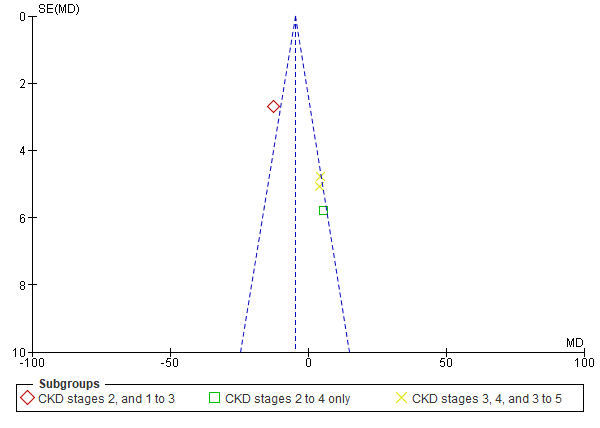 SE(MD)
0
2
4
6
8
10
MD
-100
-50
0
50
100
Subgroups
CKD stages 2, and 1 to 3
CKD stages 2 to 4 only
CKD stages 3, 4, and 3 to 5